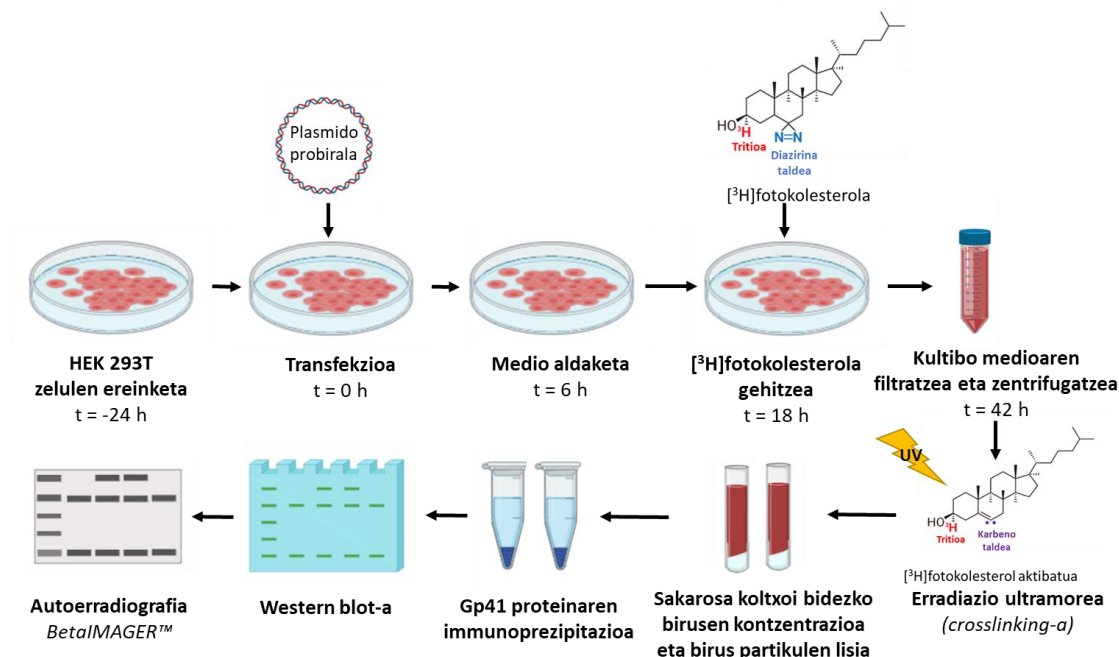 Plasmido
probirala
HO
³H
Tritioa
N=N
Diazirina
taldea
[³H]fotokolesterola
HEK 293T
zelulen ereinketa
t = -24 h
Transfekzioa
t = 0 h
Medio aldaketa
t = 6 h
[³H]fotokolesterola
gehitzea
t = 18 h
Kultibo medioaren
filtratzea eta zentrifugatzea
t = 42 h
UV
HO
³H
Tritioa
Karbeno
taldea
[³H]fotokolesterol aktibatua
Erradiazio ultramorea
(crosslinking-a)
Sakarosa koltxoi bidezko
birusen kontzentrazioa
eta birus partikulen lisia
Gp41 proteinaren
immunoprezipitazioa
Western blot-a
Autoerradiografia
BetaIMAGER™